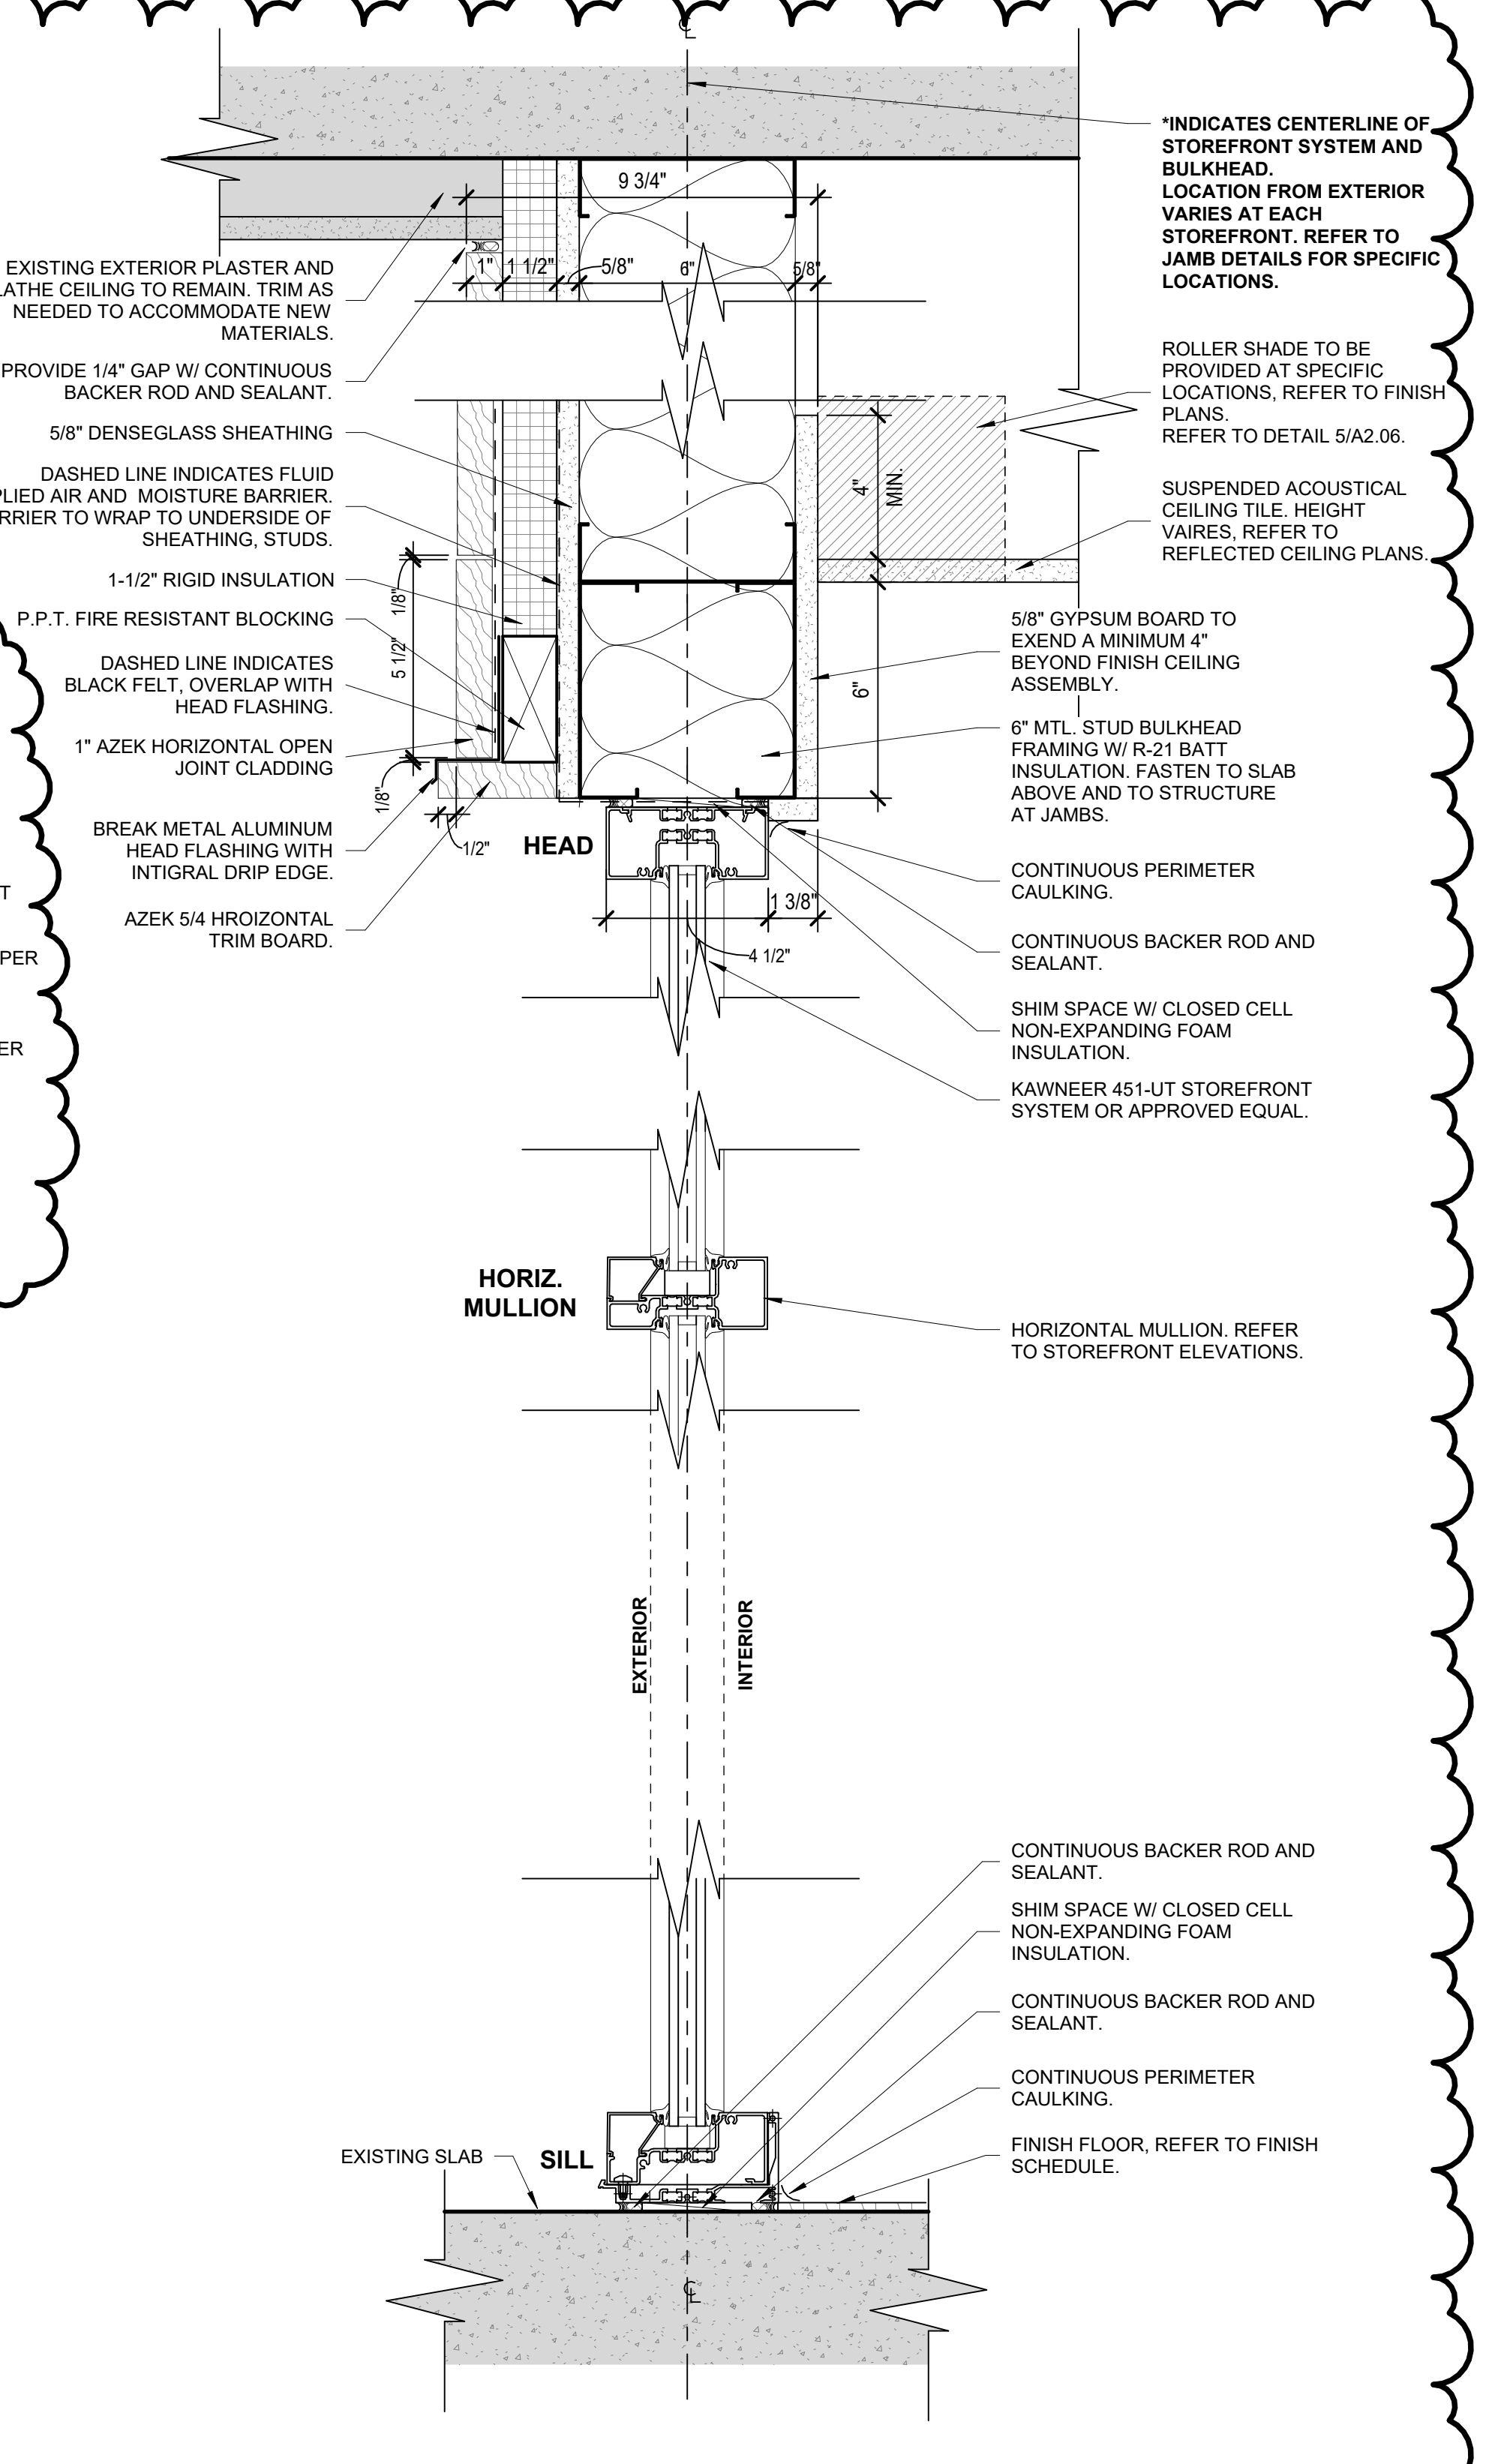 ℄
*INDICATES CENTERLINE OF
STOREFRONT SYSTEM AND
BULKHEAD.
LOCATION FROM EXTERIOR
VARIES AT EACH
STOREFRONT. REFER TO
JAMB DETAILS FOR SPECIFIC
LOCATIONS.
9 3/4"
1"
1 1/2"
5/8"
6"
5/8"
EXISTING EXTERIOR PLASTER AND
LATHE CEILING TO REMAIN. TRIM AS
NEEDED TO ACCOMMODATE NEW
MATERIALS.
PROVIDE 1/4" GAP W/ CONTINUOUS
BACKER ROD AND SEALANT.
5/8" DENSEGLASS SHEATHING
DASHED LINE INDICATES FLUID
PLIED AIR AND MOISTURE BARRIER.
RRIER TO WRAP TO UNDERSIDE OF
SHEATHING, STUDS.
1-1/2" RIGID INSULATION
P.P.T. FIRE RESISTANT BLOCKING
DASHED LINE INDICATES
BLACK FELT, OVERLAP WITH
HEAD FLASHING.
1" AZEK HORIZONTAL OPEN
JOINT CLADDING
BREAK METAL ALUMINUM
HEAD FLASHING WITH
INTIGRAL DRIP EDGE.
AZEK 5/4 HROIZONTAL
TRIM BOARD.
1/8"
5 1/2"
1/8"
1/2"
HEAD
4"
MIN.
6"
1 3/8"
4 1/2"
ROLLER SHADE TO BE
PROVIDED AT SPECIFIC
LOCATIONS, REFER TO FINISH
PLANS.
REFER TO DETAIL 5/A2.06.
SUSPENDED ACOUSTICAL
CEILING TILE. HEIGHT
VAIRES, REFER TO
REFLECTED CEILING PLANS.
5/8" GYPSUM BOARD TO
EXEND A MINIMUM 4"
BEYOND FINISH CEILING
ASSEMBLY.
6" MTL. STUD BULKHEAD
FRAMING W/ R-21 BATT
INSULATION. FASTEN TO SLAB
ABOVE AND TO STRUCTURE
AT JAMBS.
CONTINUOUS PERIMETER
CAULKING.
CONTINUOUS BACKER ROD AND
SEALANT.
SHIM SPACE W/ CLOSED CELL
NON-EXPANDING FOAM
INSULATION.
KAWNEER 451-UT STOREFRONT
SYSTEM OR APPROVED EQUAL.
T
PER
ER
HORIZ.
MULLION
HORIZONTAL MULLION. REFER
TO STOREFRONT ELEVATIONS.
EXTERIOR
INTERIOR
CONTINUOUS BACKER ROD AND
SEALANT.
SHIM SPACE W/ CLOSED CELL
NON-EXPANDING FOAM
INSULATION.
CONTINUOUS BACKER ROD AND
SEALANT.
CONTINUOUS PERIMETER
CAULKING.
FINISH FLOOR, REFER TO FINISH
SCHEDULE.
EXISTING SLAB
SILL
℄